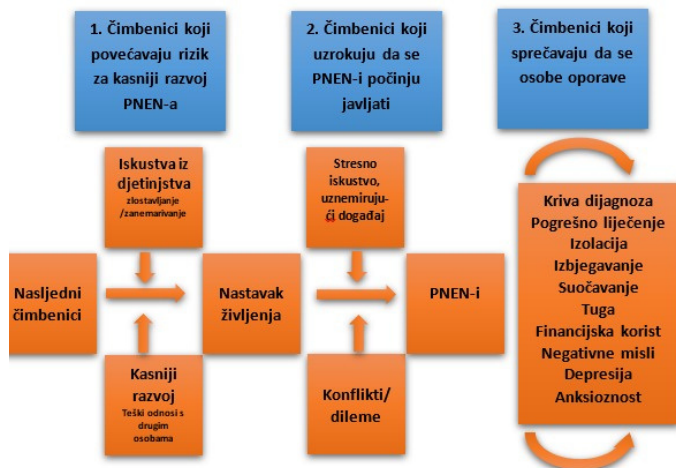 1. Čimbenici koji
povećavaju rizik
za kasniji razvoj
PNEN-a
2. Čimbenici koji
uzrokuju da se
PNEN-i počinju
javljati
3. Čimbenici koji
sprečavaju da se
osobe oporave
Iskustva iz
djetinjstva
zlostavljanje
/zanemarivanje
Stresno
iskustvo,
uznemiruju-
ći događaj
Nasljedni
čimbenici
Nastavak
življenja
PNEN-i
Kasniji
razvoj
Teški odnosi s
drugim
osobama
Konflikti/
dileme
Kriva dijagnoza
Pogrešno liječenje
Izolacija
Izbjegavanje
Suočavanje
Tuga
Financijska korist
Negativne misli
Depresija
Anksioznost